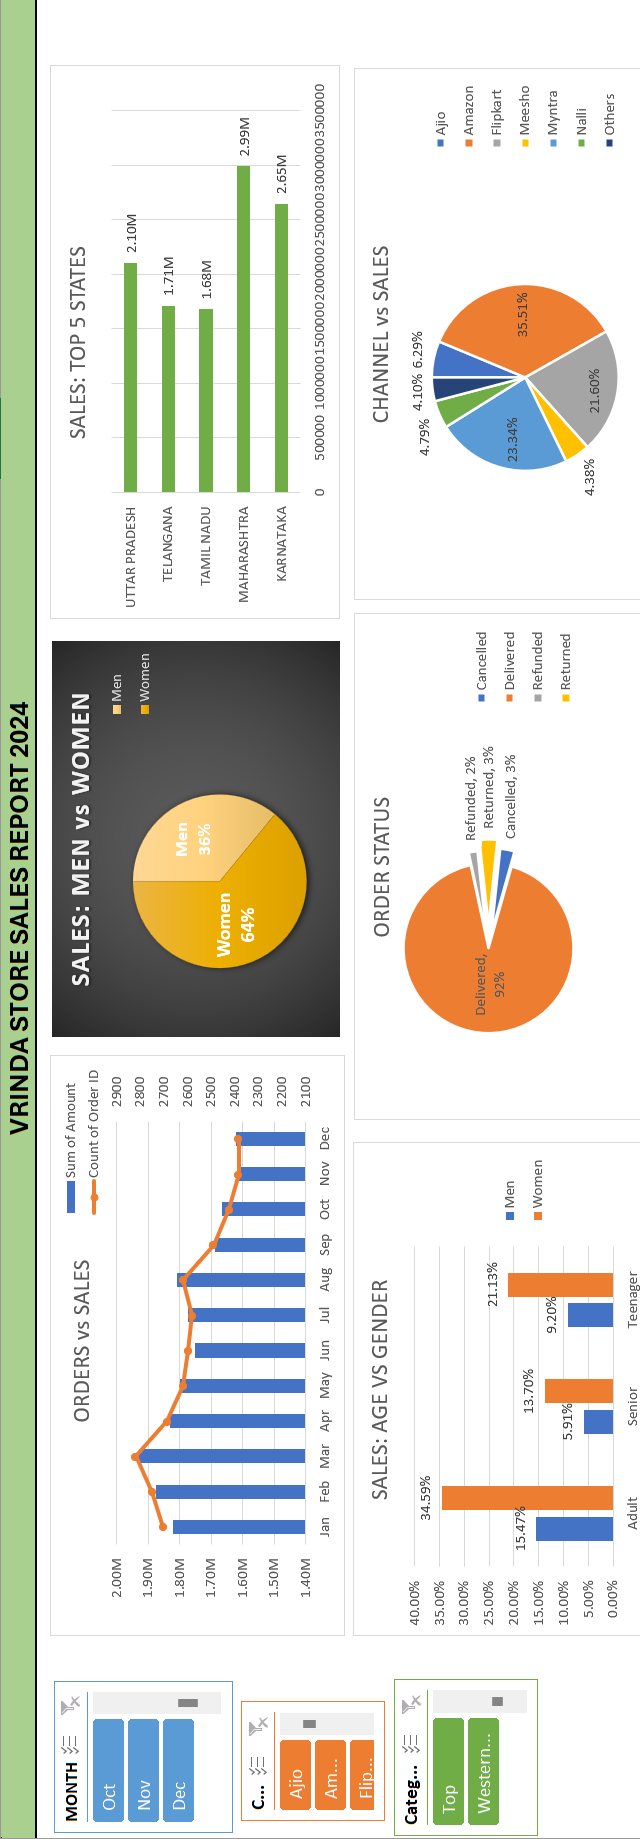 VRINDA STORE SALES REPORT 2024
MONTH
Oct
Nov
Dec
C...
Ajio
Am...
Flip...
Categ...
Top
Western...
ORDERS vs SALES
Sum of Amount
Count of Order ID
2.00M
1.90M
1.80M
1.70M
1.60M
1.50M
1.40M
2900
2800
2700
2600
2500
2400
2300
2200
2100
Jan Feb Mar Apr May Jun Jul Aug Sep Oct Nov Dec
SALES: MEN vs WOMEN
Men
Women
Men
36%
Women
64%
SALES: TOP 5 STATES
UTTAR PRADESH 2.10M
TELANGANA 1.71M
TAMIL NADU 1.68M
MAHARASHTRA 2.99M
KARNATAKA 2.65M
0 500000 1000000 1500000 2000000 2500000 3000000 3500000
SALES: AGE VS GENDER
40.00%
35.00%
30.00%
25.00%
20.00%
15.00%
10.00%
5.00%
0.00%
34.59%
15.47%
13.70%
5.91%
21.13%
9.20%
Adult Senior Teenager
Men
Women
ORDER STATUS
Refunded, 2%
Returned, 3%
Cancelled, 3%
Delivered,
92%
Cancelled
Delivered
Refunded
Returned
CHANNEL vs SALES
4.10% 6.29%
4.79%
35.51%
23.34%
21.60%
4.38%
Ajio
Amazon
Flipkart
Meesho
Myntra
Nalli
Others